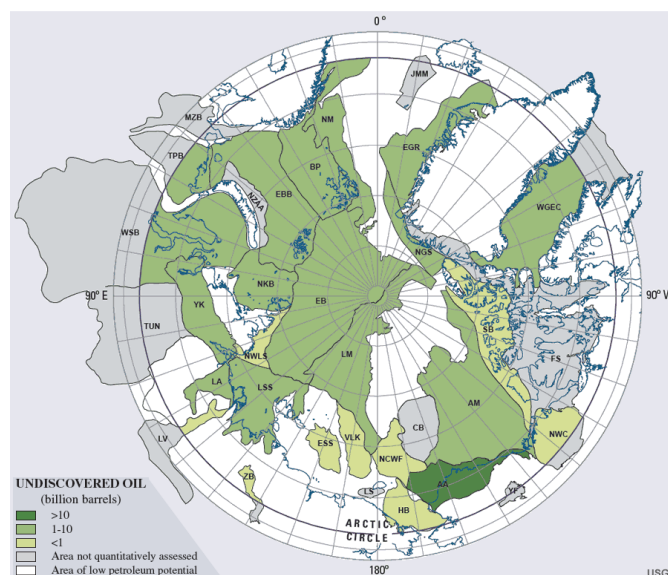 0°
JMM
MZB
NM
EGR
TPB
BP
NZAA
EBB
WGEC
WSB
NGS
NKB
90° E
EB
90° W
YK
SB
TUN
NWLS
LM
FS
LA
LSS
AM
CB
NWC
LV
ESS
VLK
NCWF
ZB
AA
LS
YF
HB
UNDISCOVERED OIL
(billion barrels)
>10
1-10
<1
Area not quantitatively assessed
Area of low petroleum potential
ARCTIC
CIRCLE
180°